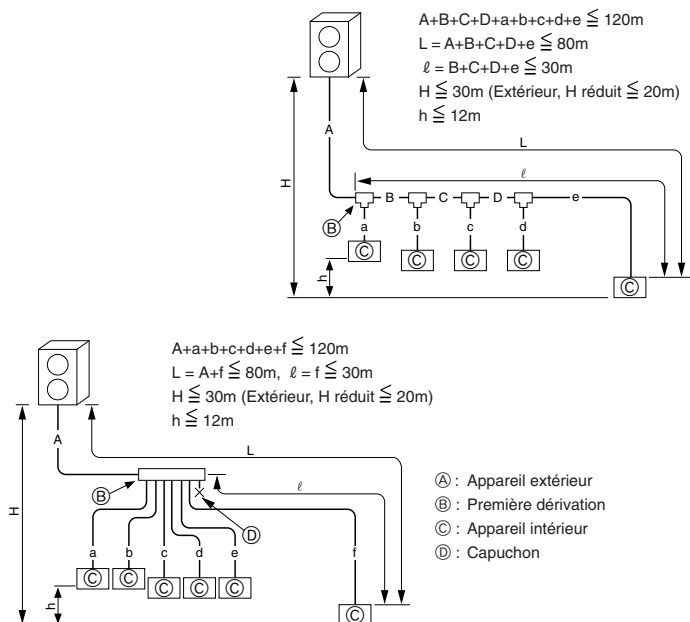 A+B+C+D+a+b+c+d+e ≦ 120m
L = A+B+C+D+e ≦ 80m
ℓ = B+C+D+e ≦ 30m
H ≦ 30m (Extérieur, H réduit ≦ 20m)
h ≦ 12m
A
L
H
ℓ
B C D e
Ⓑ
a b c d
Ⓒ
Ⓒ Ⓒ Ⓒ
h
Ⓒ
A+a+b+c+d+e+f ≦ 120m
L = A+f ≦ 80m, ℓ = f ≦ 30m
H ≦ 30m (Extérieur, H réduit ≦ 20m)
h ≦ 12m
A
L
H
Ⓑ
ℓ
Ⓓ
a b c d e f
Ⓒ Ⓒ Ⓒ Ⓒ Ⓒ
h
Ⓒ
Ⓐ : Appareil extérieur
Ⓑ : Première dérivation
Ⓒ : Appareil intérieur
Ⓓ : Capuchon